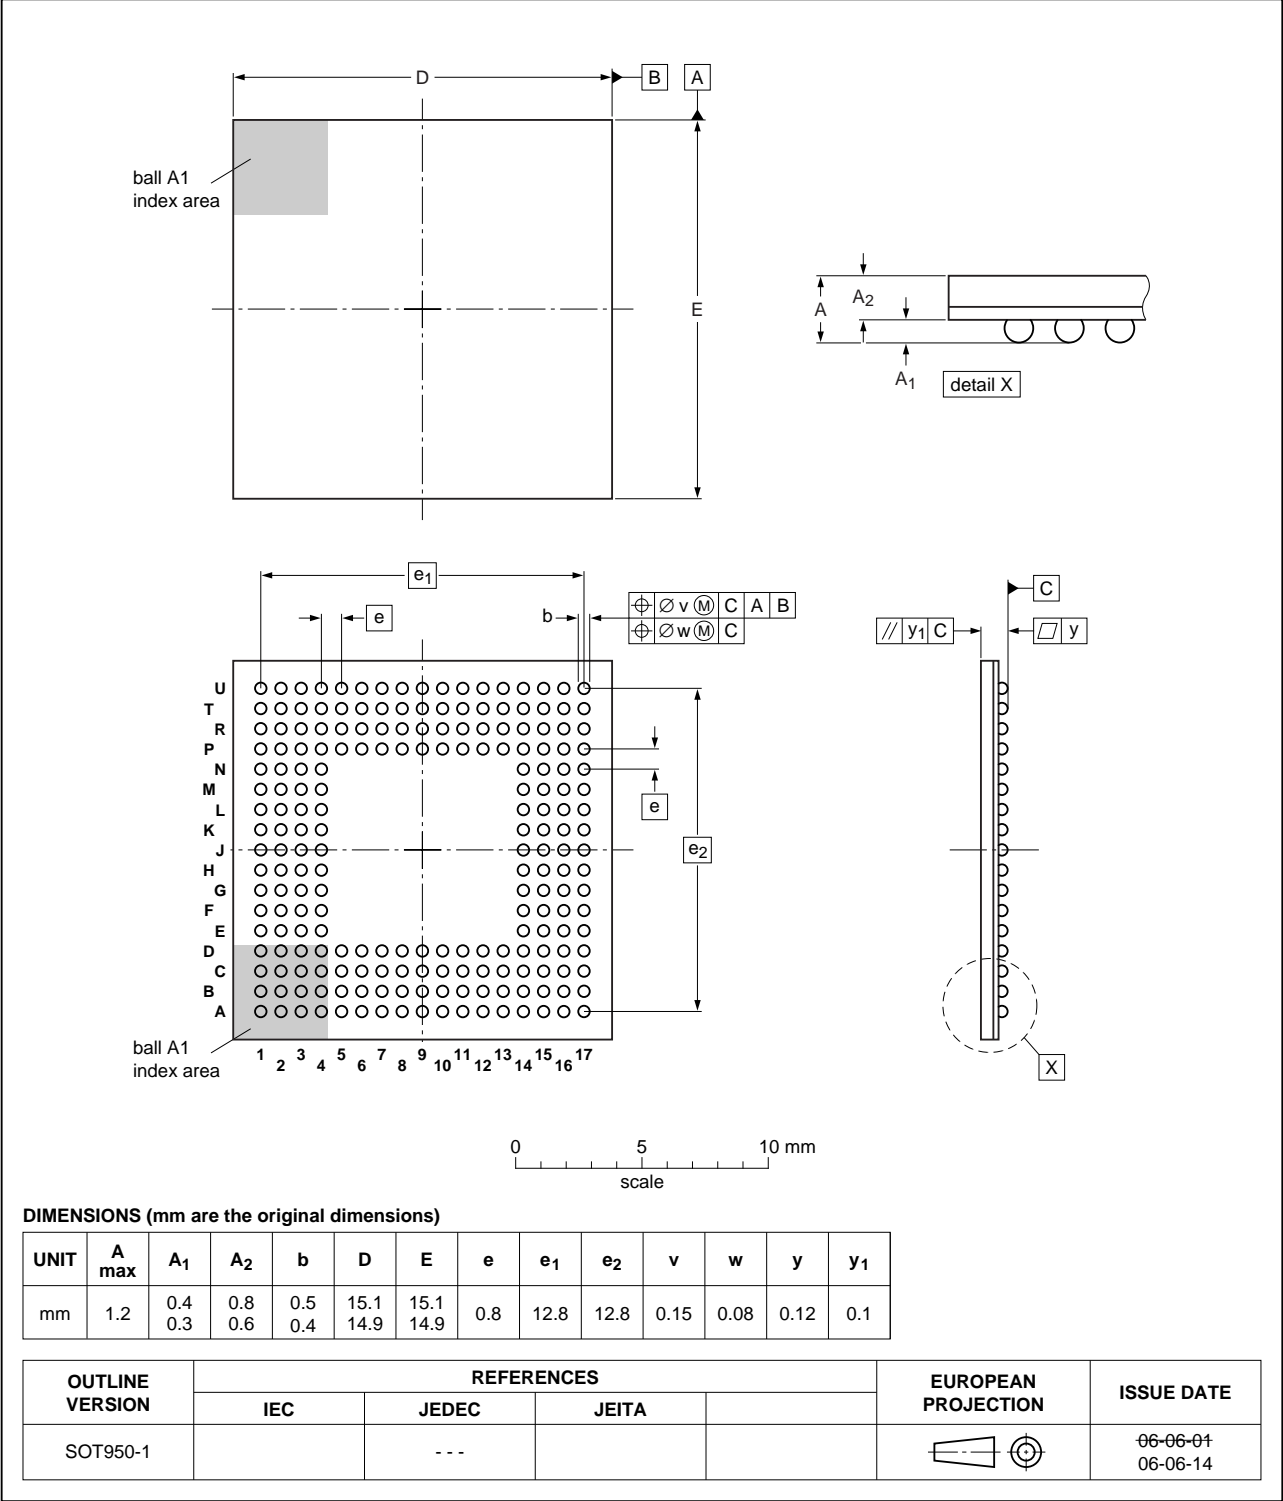 D
B
A
ball A1
index area
E
A
A2
A1
detail X
e1
e
b
⌖ ⌀ v Ⓜ C A B
⌖ ⌀ w Ⓜ C
C
// y1 C
⏥ y
U
T
R
P
N
M
L
K
J
H
G
F
E
D
C
B
A
e
e2
ball A1
index area
1 2 3 4 5 6 7 8 9 10 11 12 13 14 15 16 17
X
0 5 10 mm
scale
DIMENSIONS (mm are the original dimensions)
UNIT A max A1 A2 b D E e e1 e2 v w y y1
mm 1.2 0.4 0.3 0.8 0.6 0.5 0.4 15.1 14.9 15.1 14.9 0.8 12.8 12.8 0.15 0.08 0.12 0.1
OUTLINE VERSION REFERENCES EUROPEAN PROJECTION ISSUE DATE
IEC JEDEC JEITA
SOT950-1 - - - 06-06-01
06-06-14